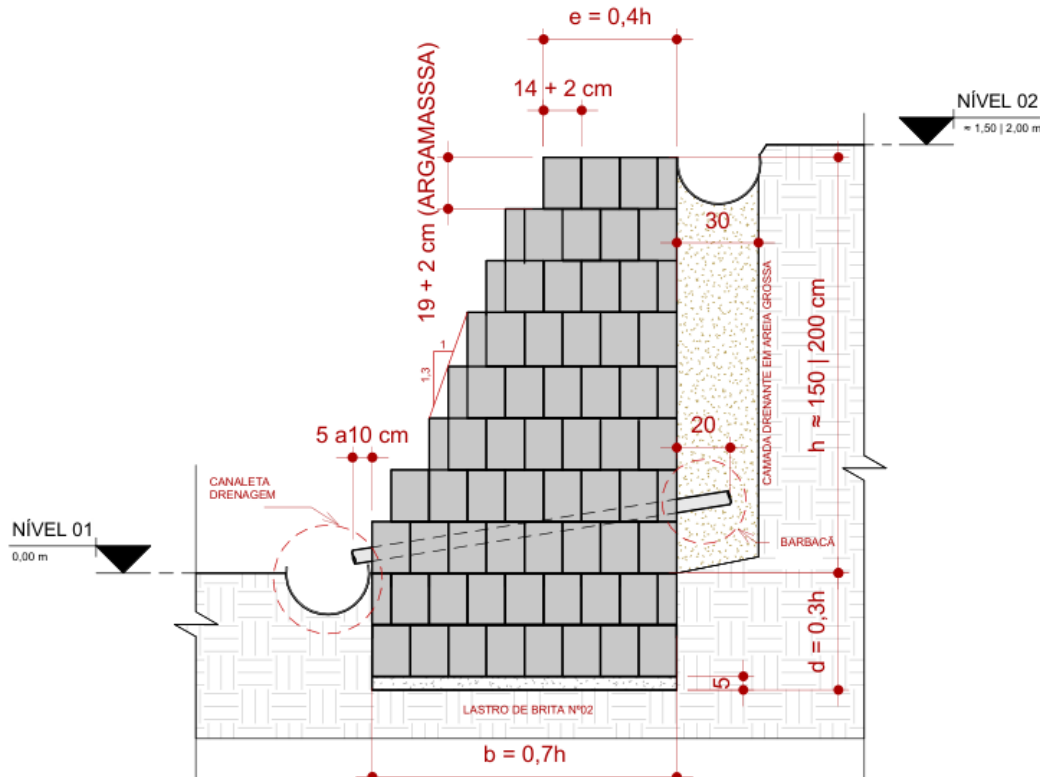 e = 0,4h
14 + 2 cm
19 + 2 cm (ARGAMASSSA)
NÍVEL 02
≈ 1,50 | 2,00 m
30
CAMADA DRENANTE EM AREIA GROSSA
h ≈ 150 | 200 cm
1
1,3
20
5 a10 cm
CANALETA
DRENAGEM
NÍVEL 01
0,00 m
BARBACÃ
d = 0,3h
5
LASTRO DE BRITA Nº02
b = 0,7h